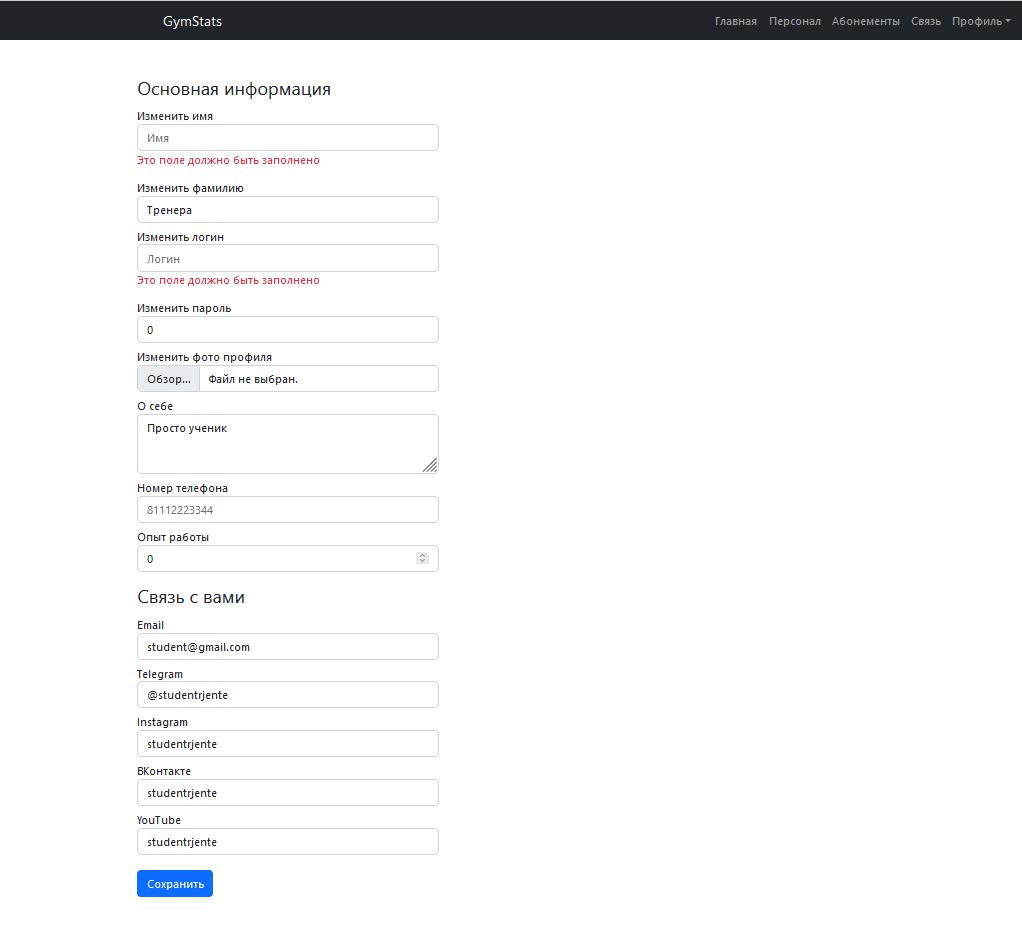 GymStats Главная Персонал Абонементы Связь Профиль
Основная информация
Изменить имя
Имя
Это поле должно быть заполнено
Изменить фамилию
Тренера
Изменить логин
Логин
Это поле должно быть заполнено
Изменить пароль
0
Изменить фото профиля
Обзор... Файл не выбран.
О себе
Просто ученик
Номер телефона
81112223344
Опыт работы
0
Связь с вами
Email
student@gmail.com
Telegram
@studentrjente
Instagram
studentrjente
ВКонтакте
studentrjente
YouTube
studentrjente
Сохранить